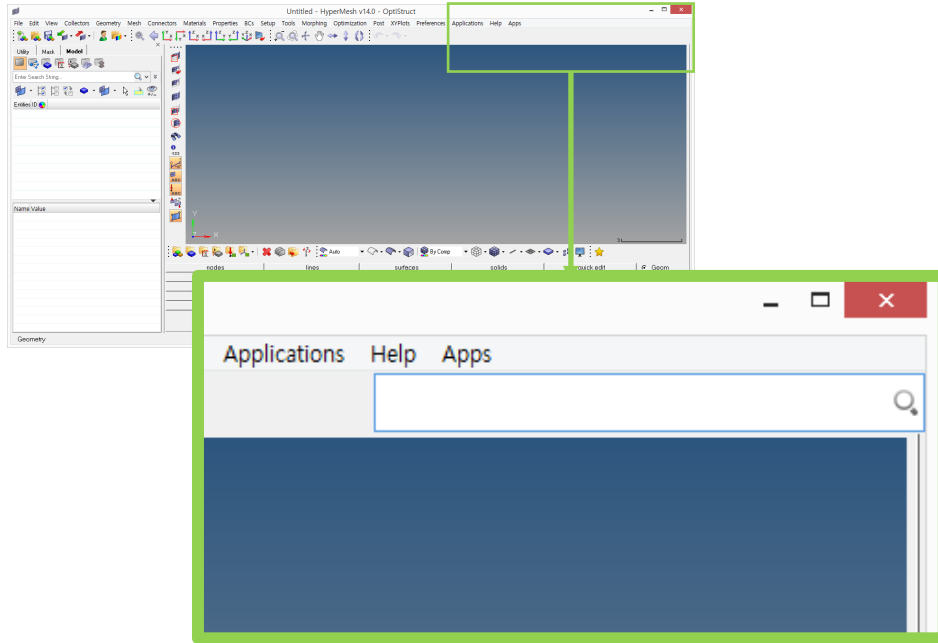 Untitled - HyperMesh v14.0 - OptiStruct
File Edit View Collectors Geometry Mesh Connectors Materials Properties BCs Setup Tools Morphing Optimization Post XYPlots Preferences Applications Help Apps
Utility Mask Model
Enter Search String...
Entities ID
Name Value
Y
X
Auto
By Comp
nodes lines surfaces solids quick edit Geom
Geometry
Applications Help Apps